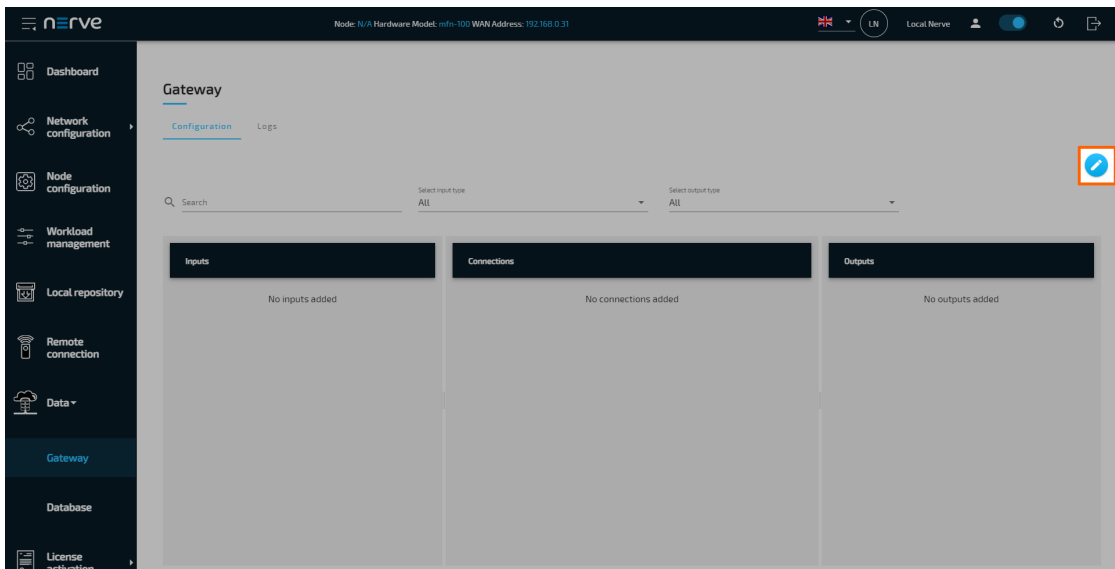 nerve
Node: N/A Hardware Model: mfn-100 WAN Address: 192.168.0.31
LN
Local Nerve
Dashboard
Network
configuration
Node
configuration
Workload
management
Local repository
Remote
connection
Data
Gateway
Database
License
activation
Gateway
Configuration
Logs
Search
Select input type
All
Select output type
All
Inputs
Connections
Outputs
No inputs added
No connections added
No outputs added